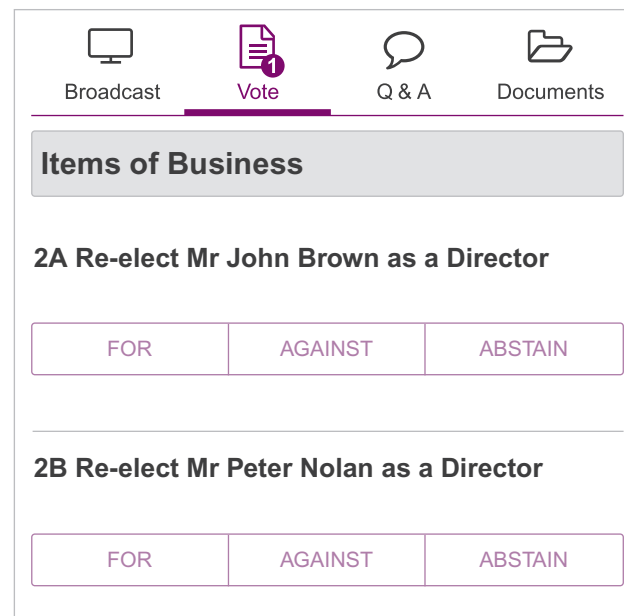 1
Broadcast Vote Q & A Documents
Items of Business
2A Re-elect Mr John Brown as a Director
FOR AGAINST ABSTAIN
2B Re-elect Mr Peter Nolan as a Director
FOR AGAINST ABSTAIN